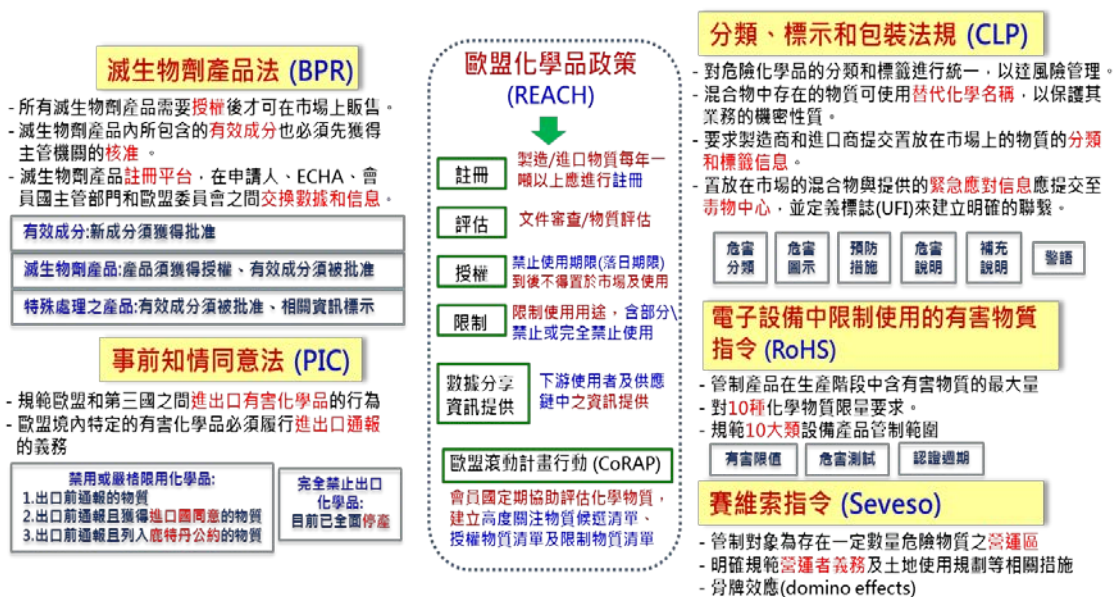 滅生物劑產品法 (BPR)
- 所有滅生物劑產品需要授權後才可在市場上販售。
- 滅生物劑產品內所包含的有效成分也必須先獲得
主管機關的核准 。
- 滅生物劑產品註冊平台，在申請人、ECHA、會
員國主管部門和歐盟委員會之間交換數據和信息。
有效成分:新成分須獲得批准
滅生物劑產品:產品須獲得授權、有效成分須被批准
特殊處理之產品:有效成分須被批准、相關資訊標示
事前知情同意法 (PIC)
- 規範歐盟和第三國之間進出口有害化學品的行為
- 歐盟境內特定的有害化學品必須履行進出口通報
的義務
禁用或嚴格限用化學品:
1.出口前通報的物質
2.出口前通報且獲得進口國同意的物質
3.出口前通報且列入鹿特丹公約的物質
完全禁止出口
化學品:
目前已全面停產
歐盟化學品政策
(REACH)
註冊
製造/進口物質每年一
噸以上應進行註冊
評估
文件審查/物質評估
授權
禁止使用期限(落日期限)
到後不得置於市場及使用
限制
限制使用用途，含部分\
禁止或完全禁止使用
數據分享
資訊提供
下游使用者及供應
鏈中之資訊提供
歐盟滾動計畫行動 (CoRAP)
會員國定期協助評估化學物質，
建立高度關注物質候選清單、
授權物質清單及限制物質清單
分類、標示和包裝法規 (CLP)
- 對危險化學品的分類和標籤進行統一，以達風險管理。
- 混合物中存在的物質可使用替代化學名稱，以保護其
業務的機密性質。
- 要求製造商和進口商提交置放在市場上的物質的分類
和標籤信息。
- 置放在市場的混合物與提供的緊急應對信息應提交至
毒物中心，並定義標誌(UFI)來建立明確的聯繫。
危害
分類
危害
圖示
預防
措施
危害
說明
補充
說明
警語
電子設備中限制使用的有害物質
指令 (RoHS)
- 管制產品在生產階段中含有害物質的最大量
- 對10種化學物質限量要求。
- 規範10大類設備產品管制範圍
有害限值
危害測試
認證週期
賽維索指令 (Seveso)
- 管制對象為存在一定數量危險物質之營運區
- 明確規範營運者義務及土地使用規劃等相關措施
- 骨牌效應(domino effects)